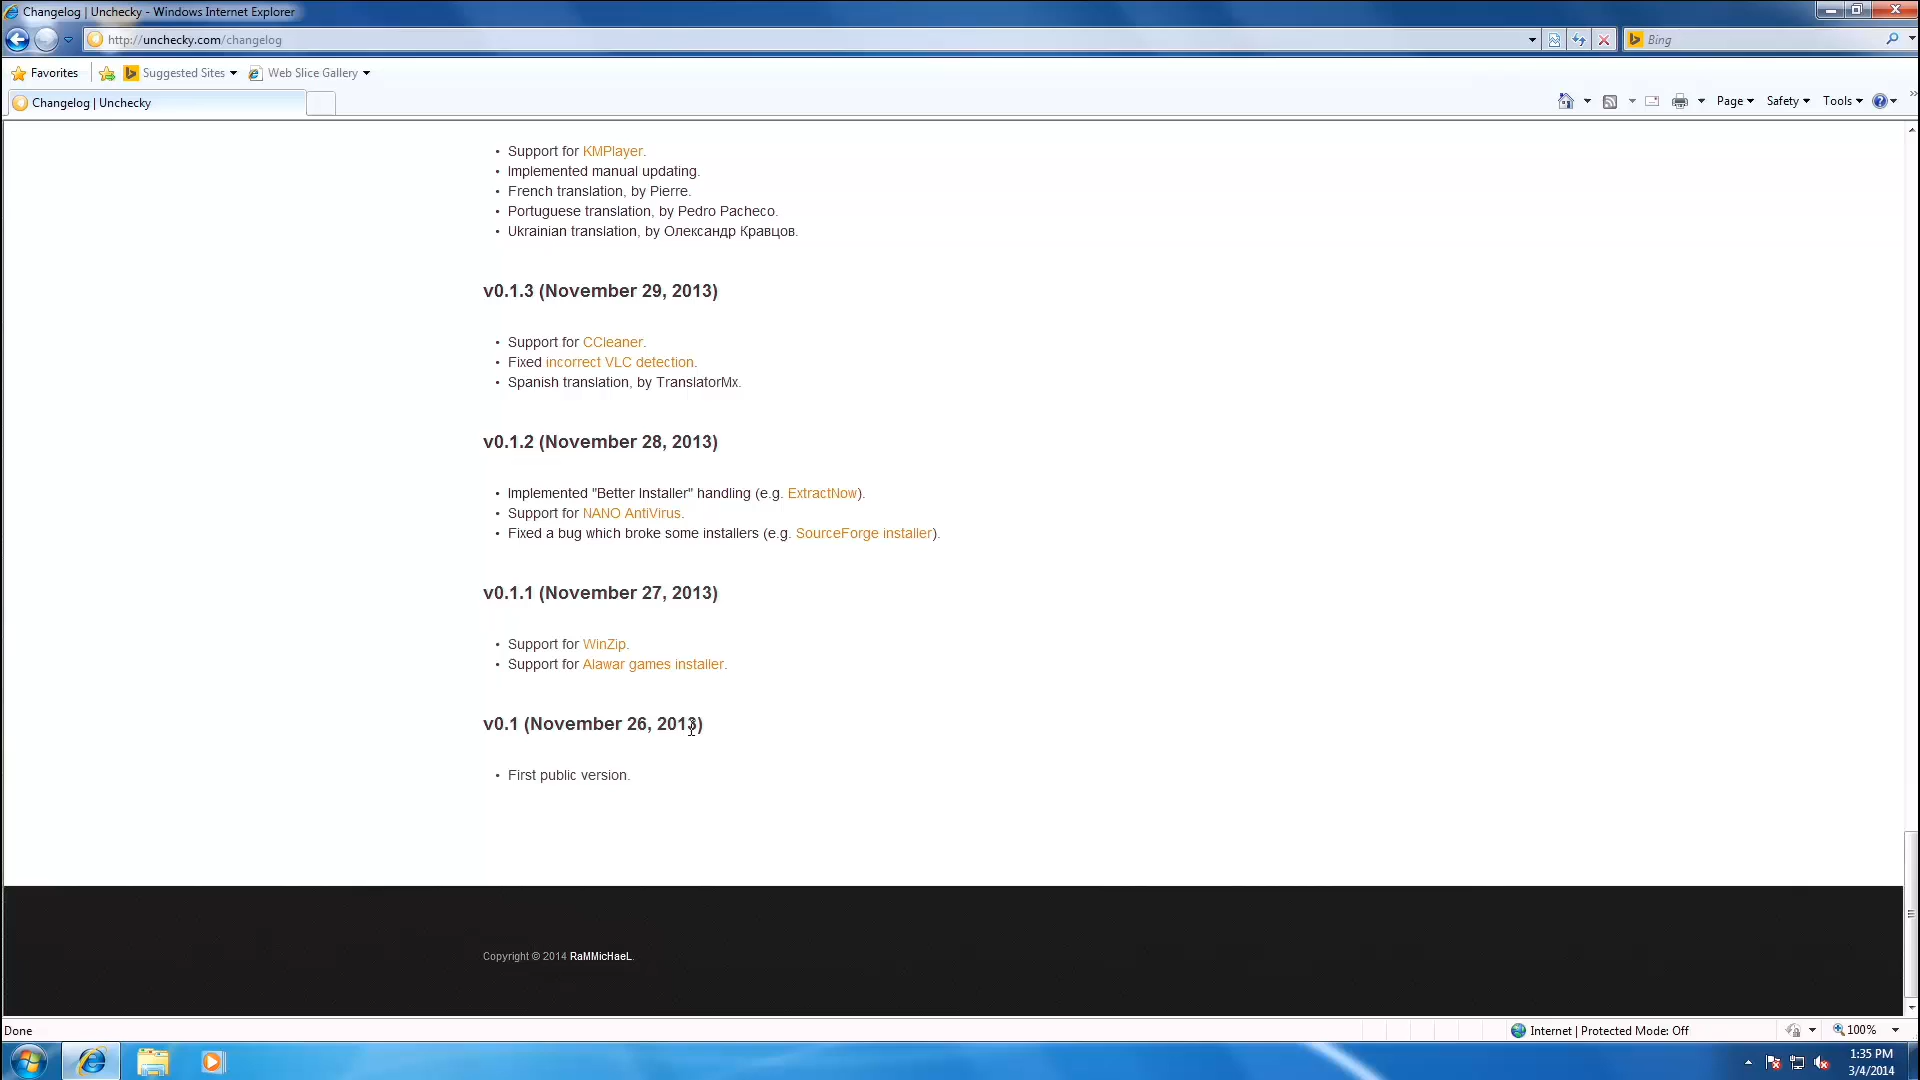 Changelog | Unchecky - Windows Internet Explorer
http://unchecky.com/changelog
Bing
Favorites
Suggested Sites
Web Slice Gallery
Changelog | Unchecky
Page
Safety
Tools
• Support for KMPlayer.
• Implemented manual updating.
• French translation, by Pierre.
• Portuguese translation, by Pedro Pacheco.
• Ukrainian translation, by Олександр Кравцов.
v0.1.3 (November 29, 2013)
• Support for CCleaner.
• Fixed incorrect VLC detection.
• Spanish translation, by TranslatorMx.
v0.1.2 (November 28, 2013)
• Implemented "Better Installer" handling (e.g. ExtractNow).
• Support for NANO AntiVirus.
• Fixed a bug which broke some installers (e.g. SourceForge installer).
v0.1.1 (November 27, 2013)
• Support for WinZip.
• Support for Alawar games installer.
v0.1 (November 26, 2013)
• First public version.
Copyright © 2014 RaMMicHaeL.
Done
Internet | Protected Mode: Off
100%
1:35 PM
3/4/2014